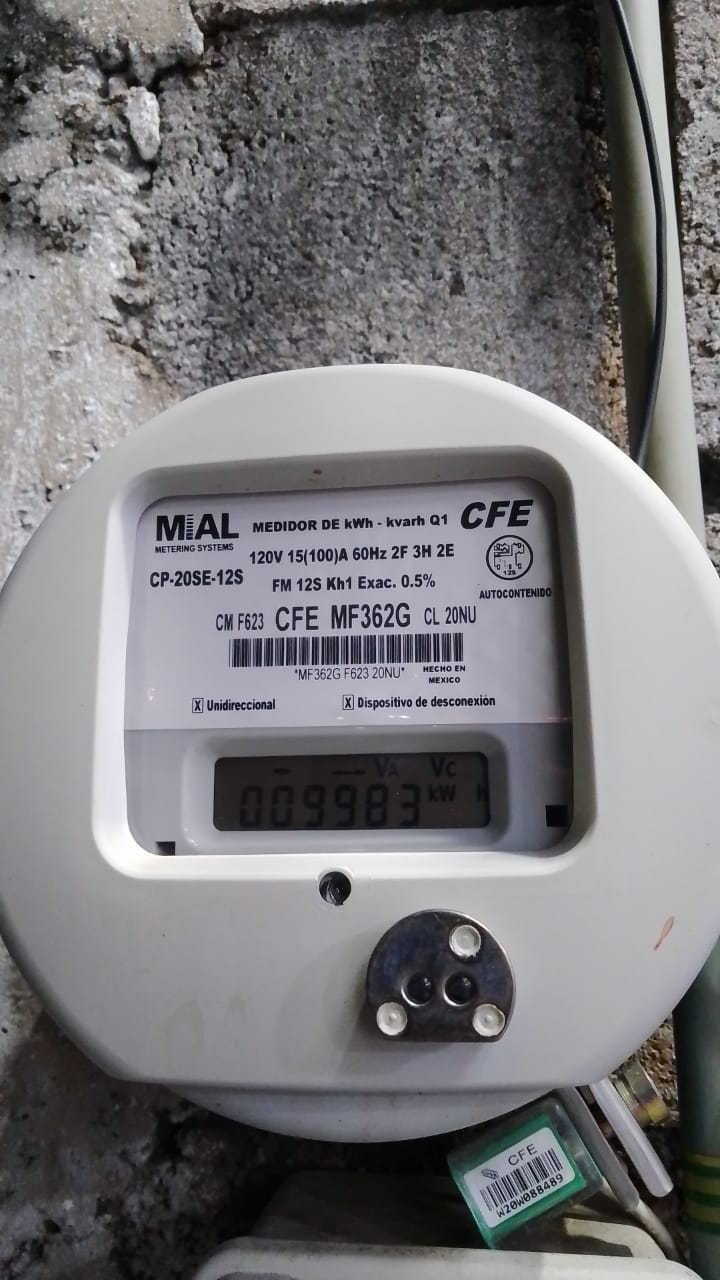 MIAL
METERING SYSTEMS
MEDIDOR DE kWh - kvarh Q1
CFE
120V 15(100)A 60Hz 2F 3H 2E
CP-20SE-12S
FM 12S Kh1 Exac. 0.5%
12S
AUTOCONTENIDO
CM F623 CFE MF362G CL 20NU
*MF362G F623 20NU*
HECHO EN
MEXICO
X Unidireccional
X Dispositivo de desconexión
VA VC
009983 kW h
CFE
W20W088489